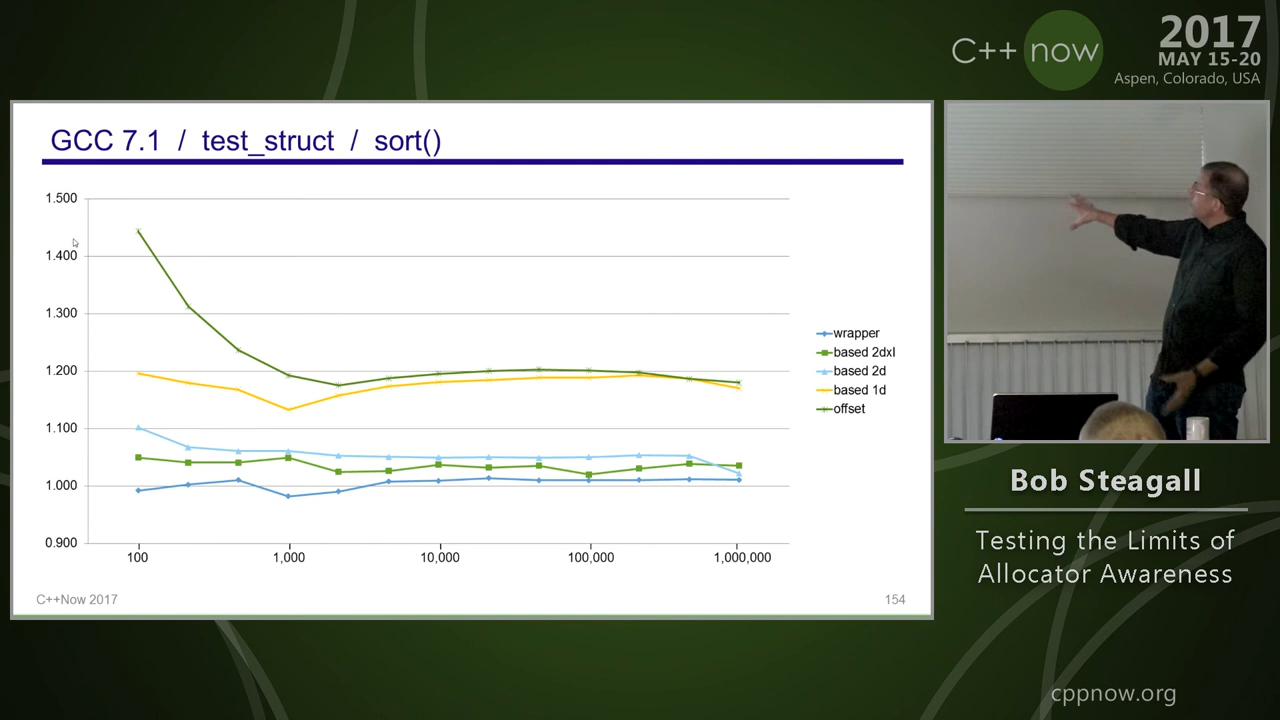 C++ now
2017
MAY 15-20
Aspen, Colorado, USA
GCC 7.1 / test_struct / sort()
1.500
1.400
1.300
1.200
1.100
1.000
0.900
100
1,000
10,000
100,000
1,000,000
wrapper
based 2dxl
based 2d
based 1d
offset
C++Now 2017
154
Bob Steagall
Testing the Limits of
Allocator Awareness
cppnow.org